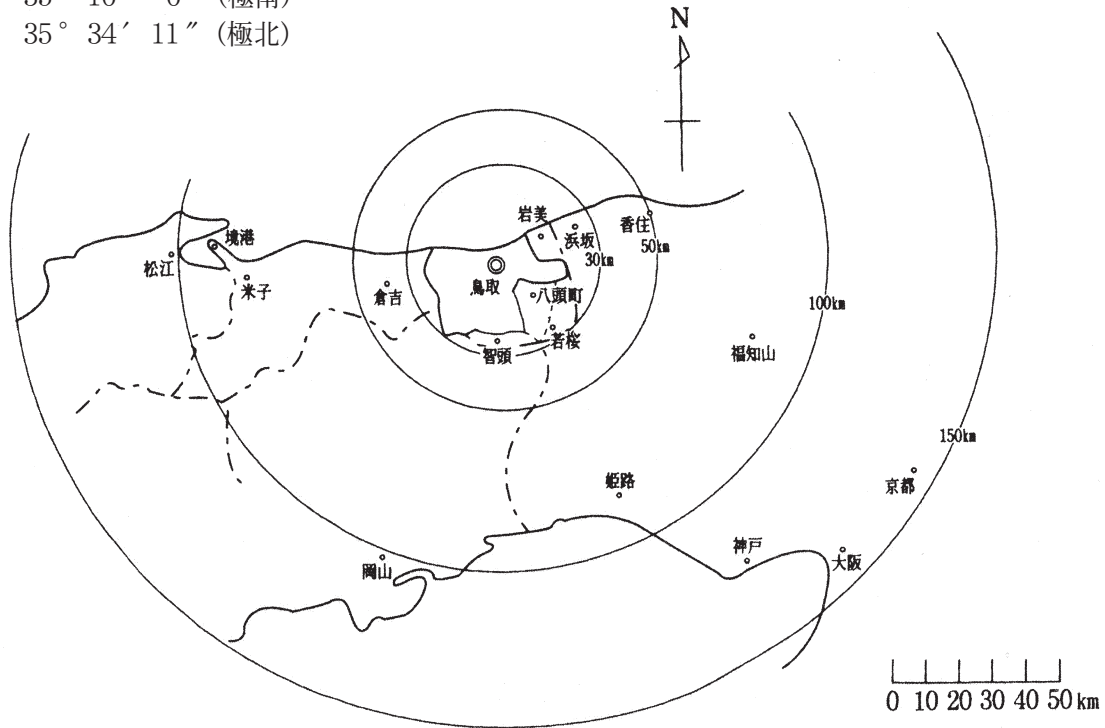 35° 34′ 11″ (極北)
N
岩美
香住
境港
浜坂
50km
松江
30km
鳥取
米子
倉吉
八頭町
100km
若桜
智頭
福知山
150km
姫路
京都
神戸
大阪
岡山
0 10 20 30 40 50 km